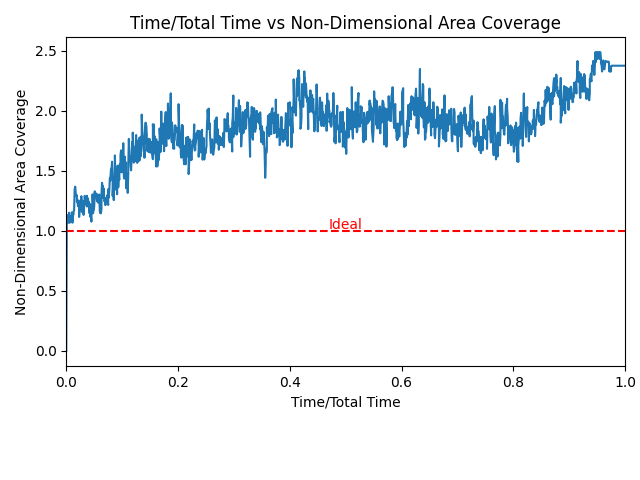 Time/Total Time vs Non-Dimensional Area Coverage
2.5
2.0
1.5
1.0
0.5
0.0
Non-Dimensional Area Coverage
Ideal
0.0 0.2 0.4 0.6 0.8 1.0
Time/Total Time